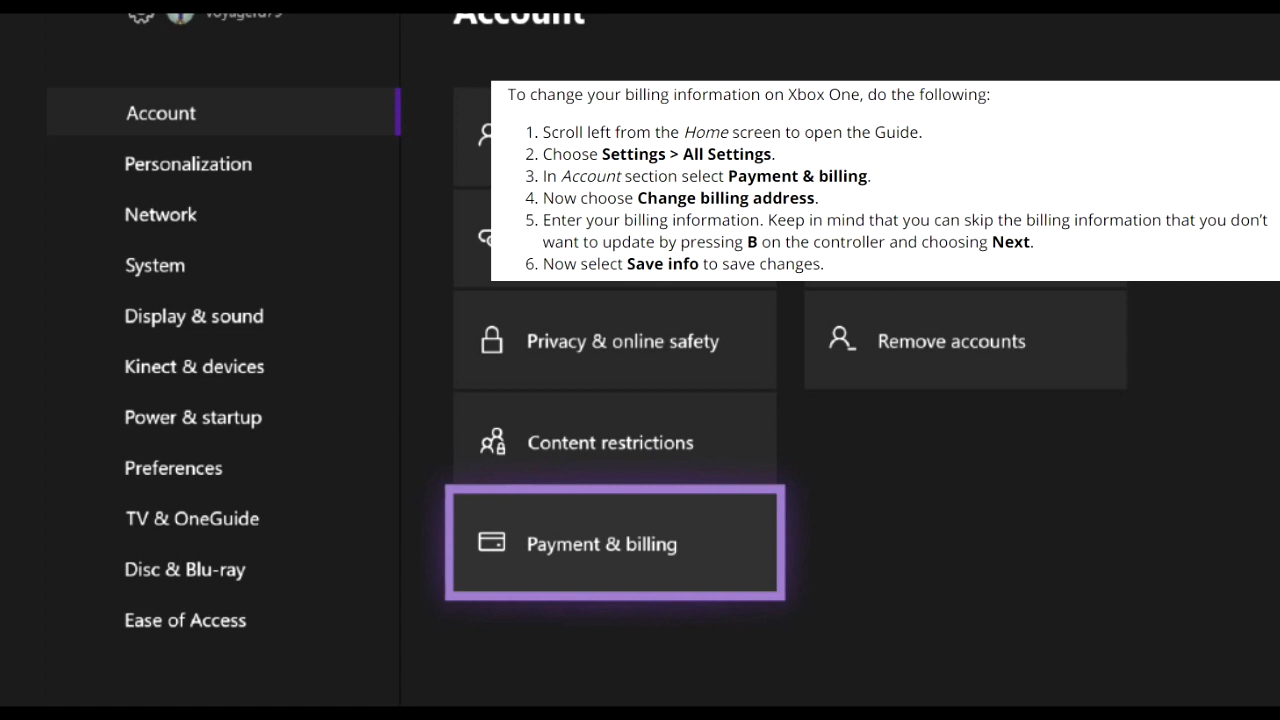 Account
Account
Personalization
Network
System
Display & sound
Kinect & devices
Power & startup
Preferences
TV & OneGuide
Disc & Blu-ray
Ease of Access
To change your billing information on Xbox One, do the following:
1. Scroll left from the Home screen to open the Guide.
2. Choose Settings > All Settings.
3. In Account section select Payment & billing.
4. Now choose Change billing address.
5. Enter your billing information. Keep in mind that you can skip the billing information that you don't
want to update by pressing B on the controller and choosing Next.
6. Now select Save info to save changes.
Privacy & online safety
Remove accounts
Content restrictions
Payment & billing